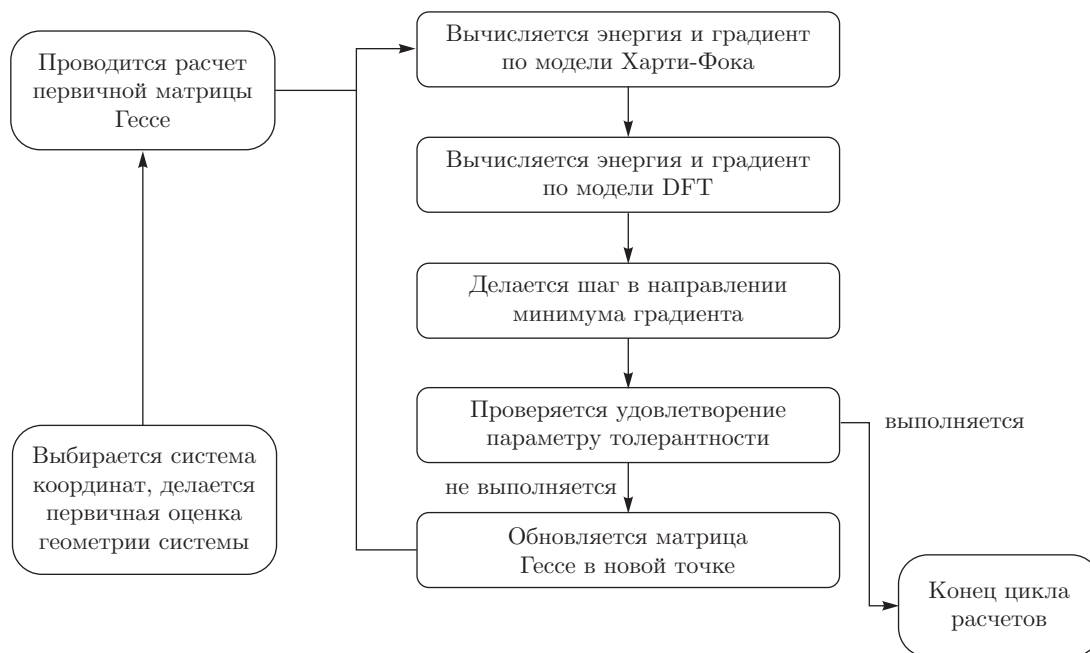 Проводится расчет
первичной матрицы
Гессе
Вычисляется энергия и градиент
по модели Харти-Фока
Вычисляется энергия и градиент
по модели DFT
Делается шаг в направлении
минимума градиента
Проверяется удовлетворение
параметру толерантности
выполняется
не выполняется
Выбирается система
координат, делается
первичная оценка
геометрии системы
Обновляется матрица
Гессе в новой точке
Конец цикла
расчетов